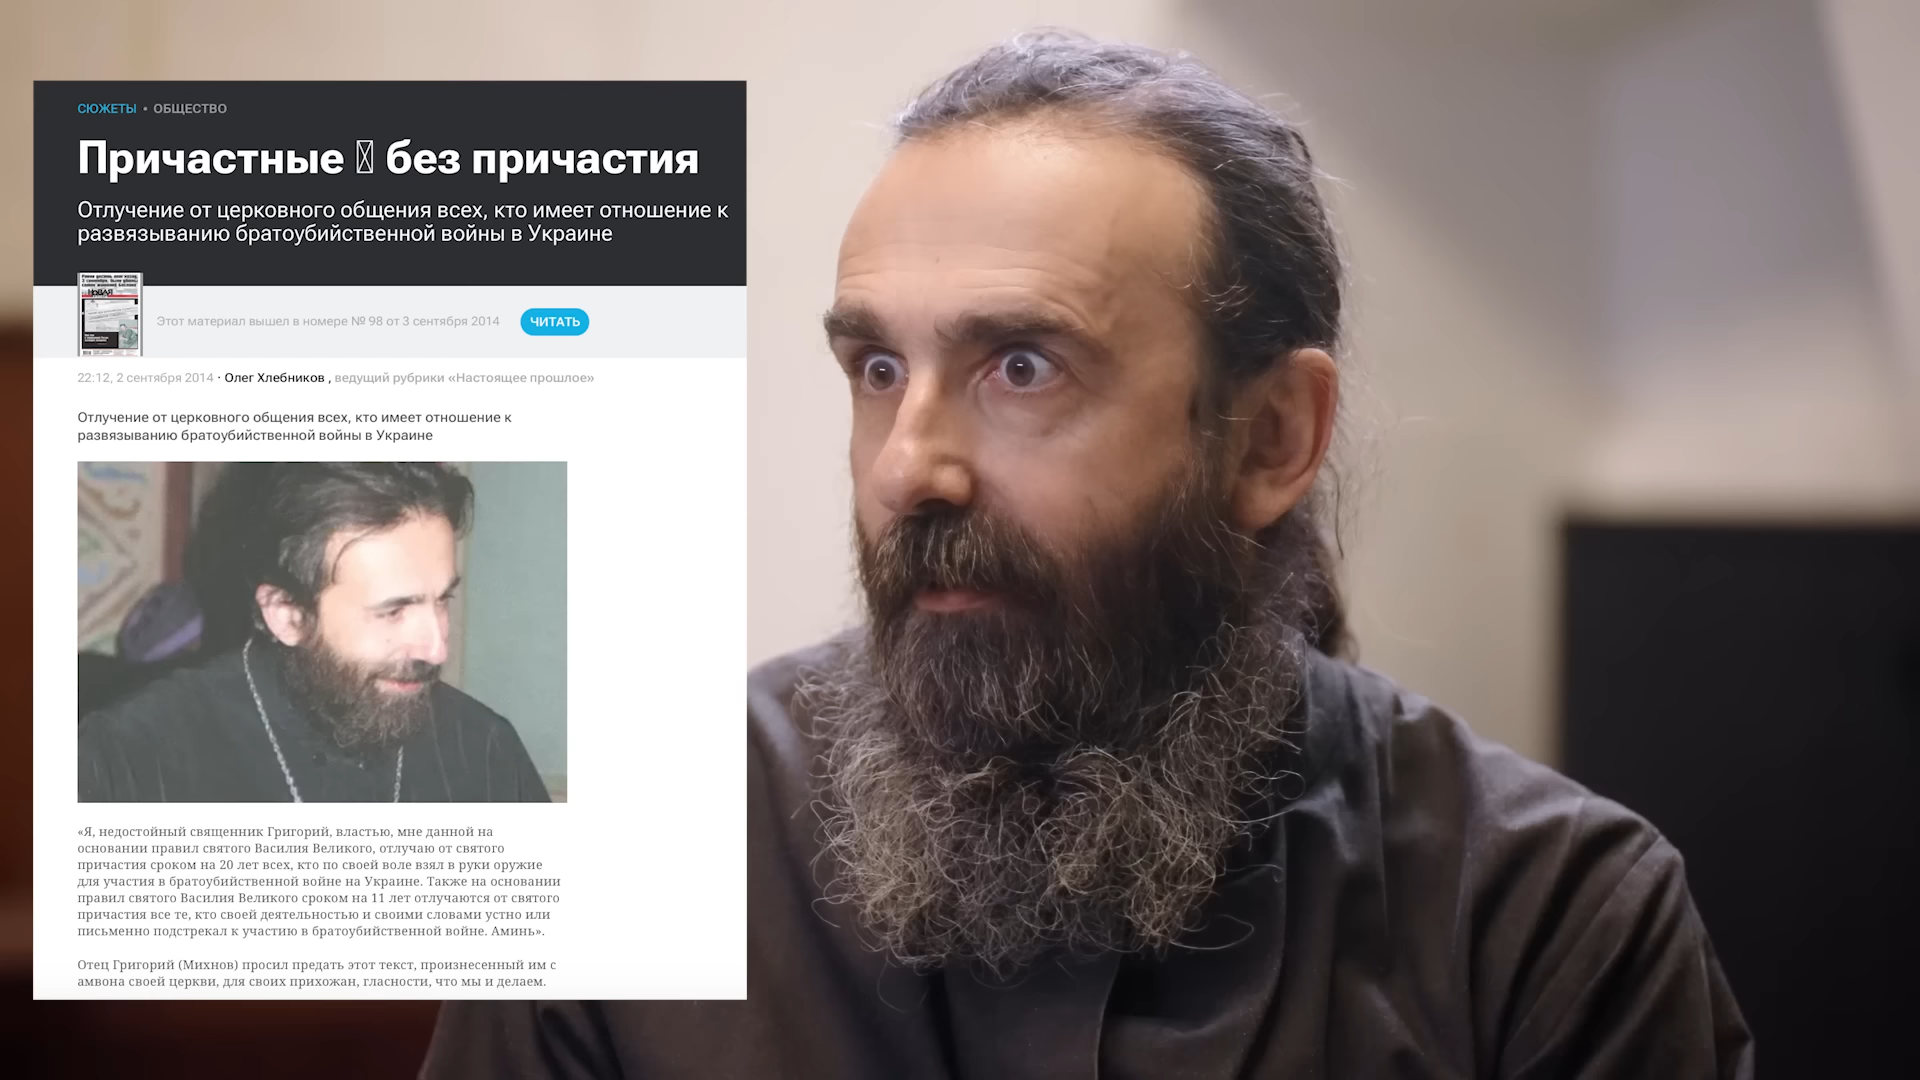 СЮЖЕТЫ • ОБЩЕСТВО
Причастные без причастия
Отлучение от церковного общения всех, кто имеет отношение к
развязыванию братоубийственной войны в Украине
НОВАЯ
Этот материал вышел в номере № 98 от 3 сентября 2014
ЧИТАТЬ
22:12, 2 сентября 2014 · Олег Хлебников , ведущий рубрики «Настоящее прошлое»
Отлучение от церковного общения всех, кто имеет отношение к
развязыванию братоубийственной войны в Украине
«Я, недостойный священник Григорий, властью, мне данной на
основании правил святого Василия Великого, отлучаю от святого
причастия сроком на 20 лет всех, кто по своей воле взял в руки оружие
для участия в братоубийственной войне на Украине. Также на основании
правил святого Василия Великого сроком на 11 лет отлучаются от святого
причастия все те, кто своей деятельностью и своими словами устно или
письменно подстрекал к участию в братоубийственной войне. Аминь».
Отец Григорий (Михнов) просил предать этот текст, произнесенный им с
амвона своей церкви, для своих прихожан, гласности, что мы и делаем.